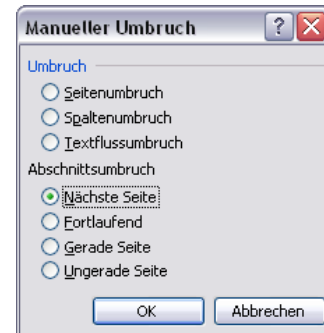 Manueller Umbruch
Umbruch
Seitenumbruch
Spaltenumbruch
Textflussumbruch
Abschnittsumbruch
Nächste Seite
Fortlaufend
Gerade Seite
Ungerade Seite
OK Abbrechen